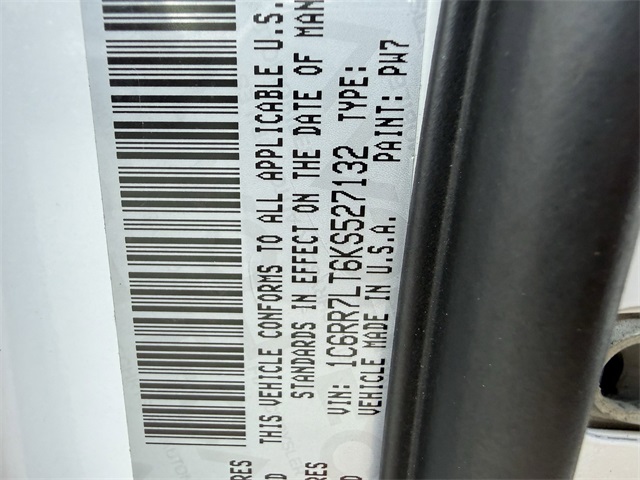 THIS VEHICLE CONFORMS TO ALL APPLICABLE U.S.
STANDARDS IN EFFECT ON THE DATE OF MAN
VIN: 1C6RR7LT6KS527132 TYPE:
VEHICLE MADE IN U.S.A. PAINT: PW7